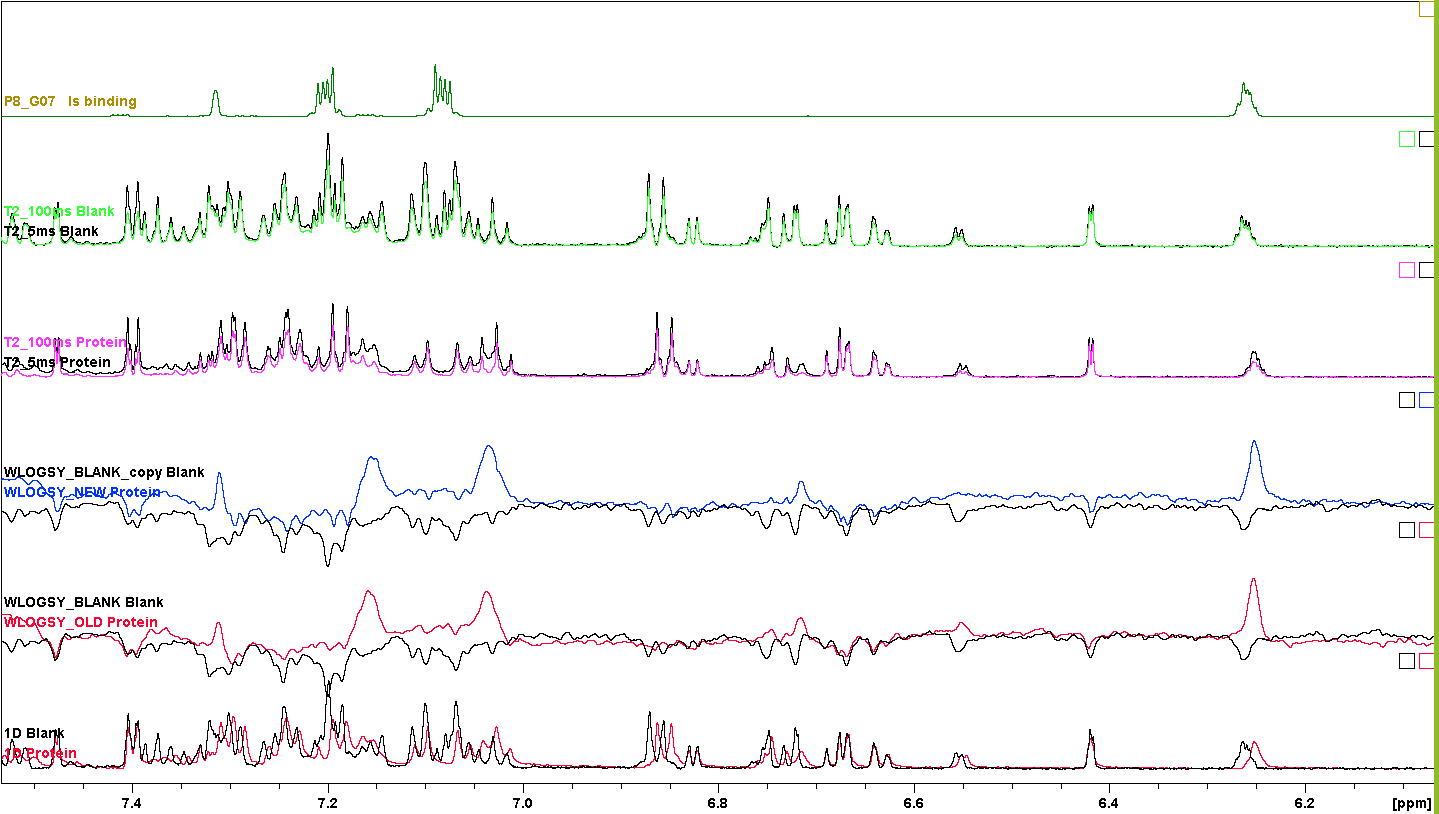 P8_G07 Is binding
T2_100ms Blank
T2_5ms Blank
T2_100ms Protein
T2_5ms Protein
WLOGSY_BLANK_copy Blank
WLOGSY_NEW Protein
WLOGSY_BLANK Blank
WLOGSY_OLD Protein
1D Blank
1D Protein
7.4 7.2 7.0 6.8 6.6 6.4 6.2 [ppm]